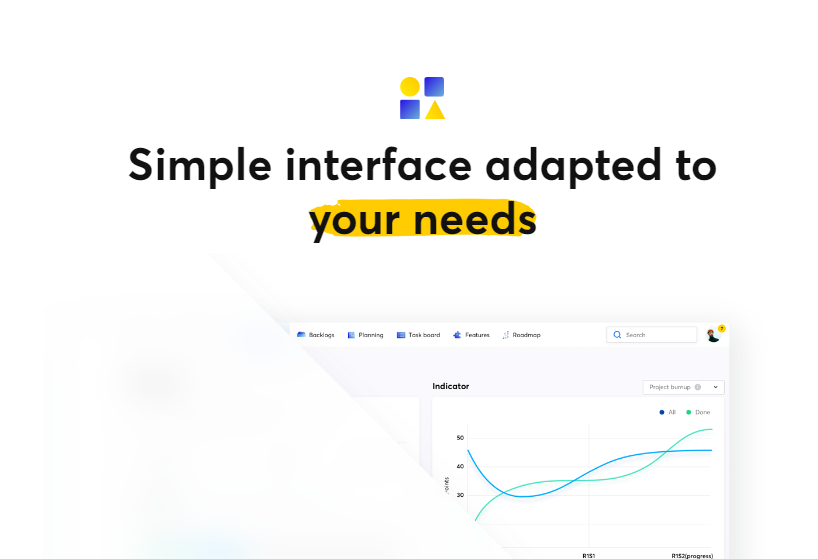 Simple interface adapted to
your needs
Backlogs Planning Task board Features Roadmap Search
Indicator Project burnup
All Done
50
40
30
R1S1 R1S2(progress)